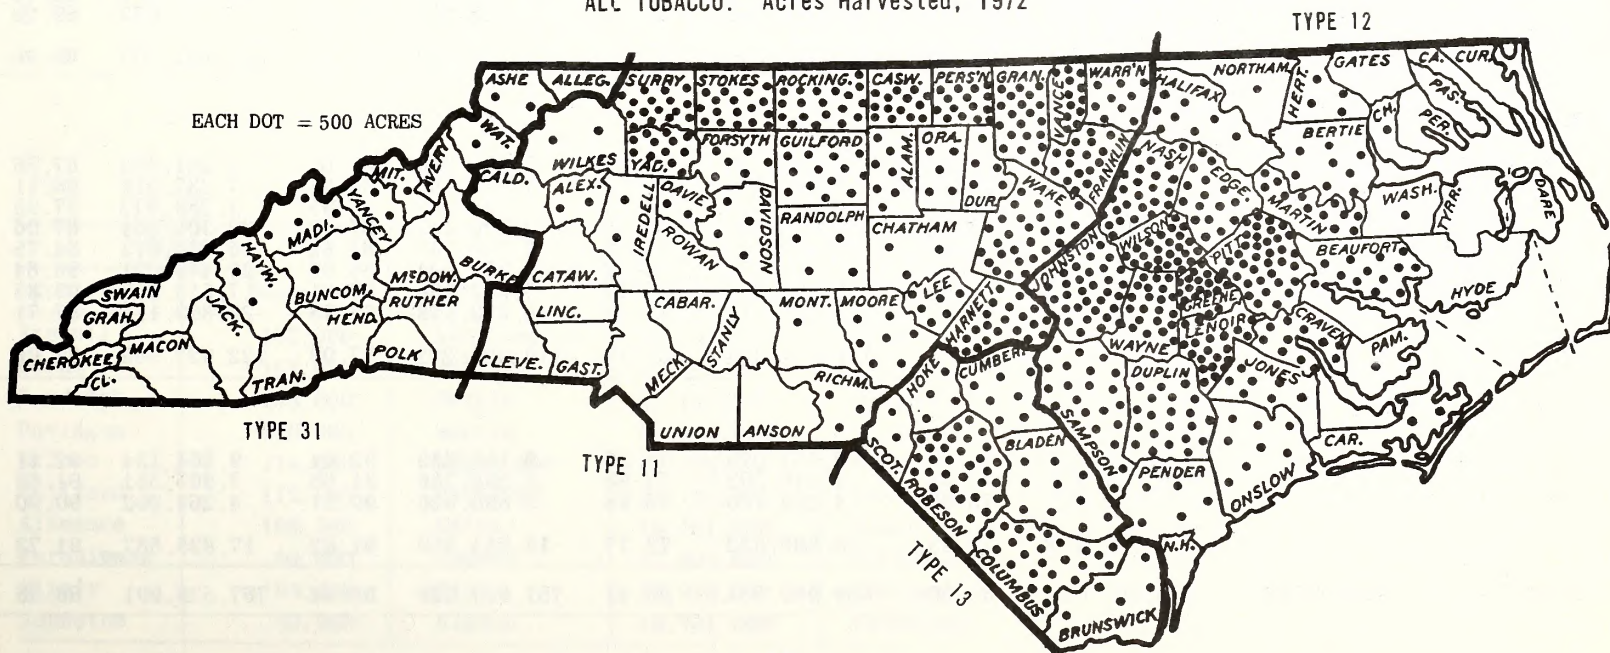 ALL TOBACCO: Acres Harvested, 1972
TYPE 12
EACH DOT = 500 ACRES
ASHE ALLEG. SURRY STOKES ROCKING. CASW. PERS'N GRAN. VANCE WARR'N HALIFAX NORTHAM. HERT. GATES CA. CUR.
PAS. PER. CH. BERTIE
WAT. WILKES YAD. FORSYTH GUILFORD ALAM. ORA. DUR. FRANKLIN NASH EDGE.
MIT. AVERY CALD. ALEX. IREDELL DAVIE DAVIDSON RANDOLPH CHATHAM WAKE WILSON MARTIN WASH. TYRR. DARE
MADI. YANCEY ROWAN JOHNSTON PITT BEAUFORT
HAYW. BUNCOM. McDOW. BURKE CATAW. LEE GREENE HYDE
SWAIN GRAH. JACK. HEND. RUTHER LINC. CABAR. STANLY MONT. MOORE HARNETT WAYNE LENOIR CRAVEN PAM.
CHEROKEE MACON CL. TRAN. POLK CLEVE. GAST. MECK. RICHM. HOKE CUMBER. DUPLIN JONES
UNION ANSON SCOT. BLADEN SAMPSON CAR.
ROBESON PENDER ONSLOW
COLUMBUS N.H.
BRUNSWICK
TYPE 31
TYPE 11
TYPE 13